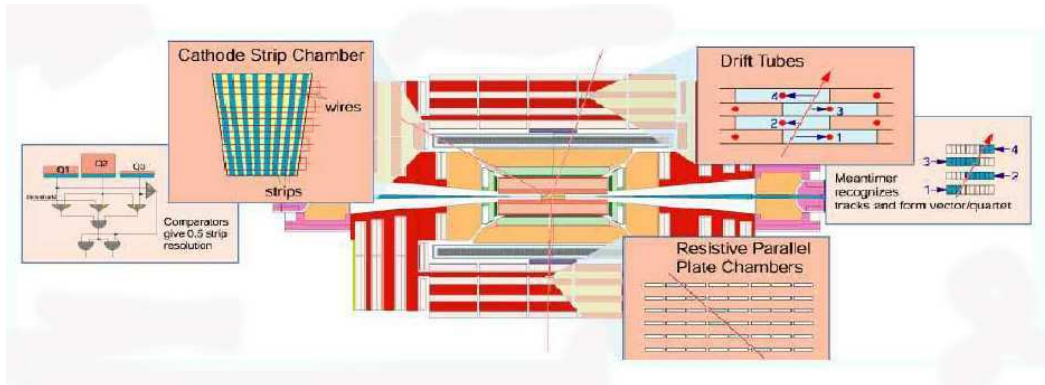 Cathode Strip Chamber
wires
strips
Q1 Q2 Q3
Comparators
give 0.5 strip
resolution
Drift Tubes
4
3
2
1
4
3
2
1
Meantimer
recognizes
tracks and form vector/quartet
Resistive Parallel
Plate Chambers